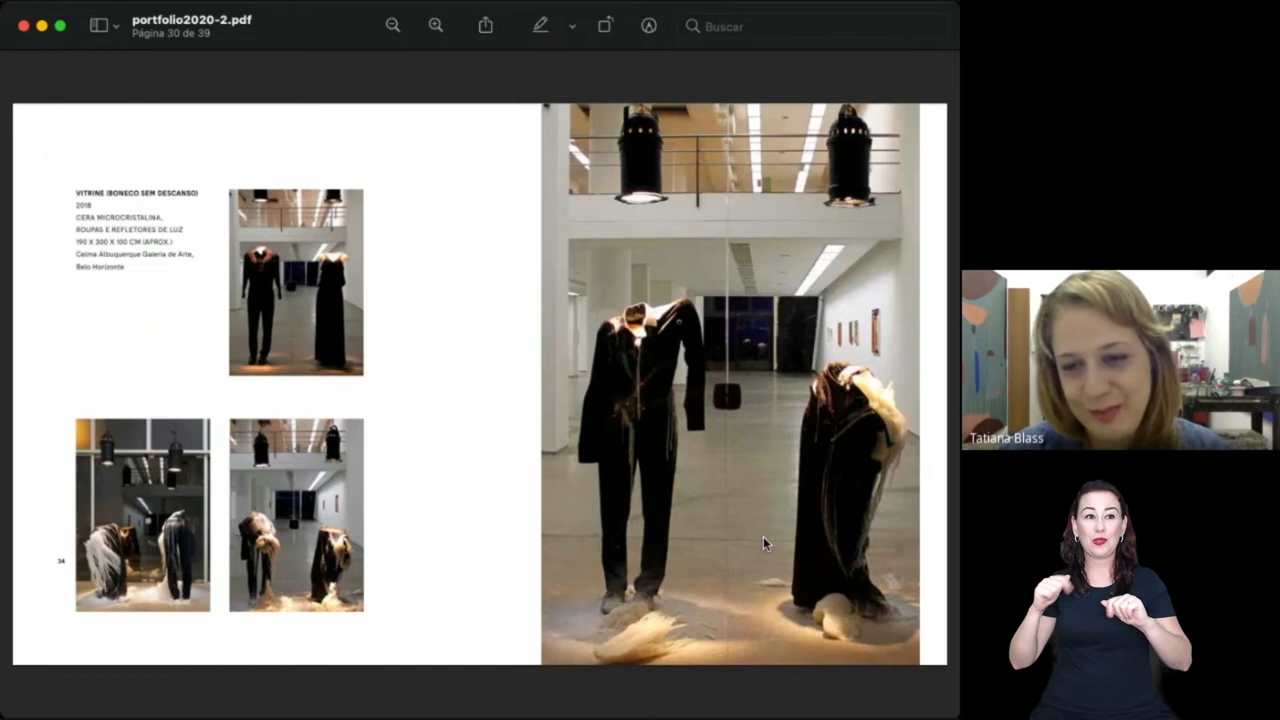 portfolio2020-2.pdf
Página 30 de 39
Buscar
VITRINE (BONECO SEM DESCANSO)
2018
CERA MICROCRISTALINA,
ROUPAS E REFLETORES DE LUZ
190 X 300 X 100 CM (APROX.)
Celma Albuquerque Galeria de Arte,
Belo Horizonte
34
Tatiana Blass